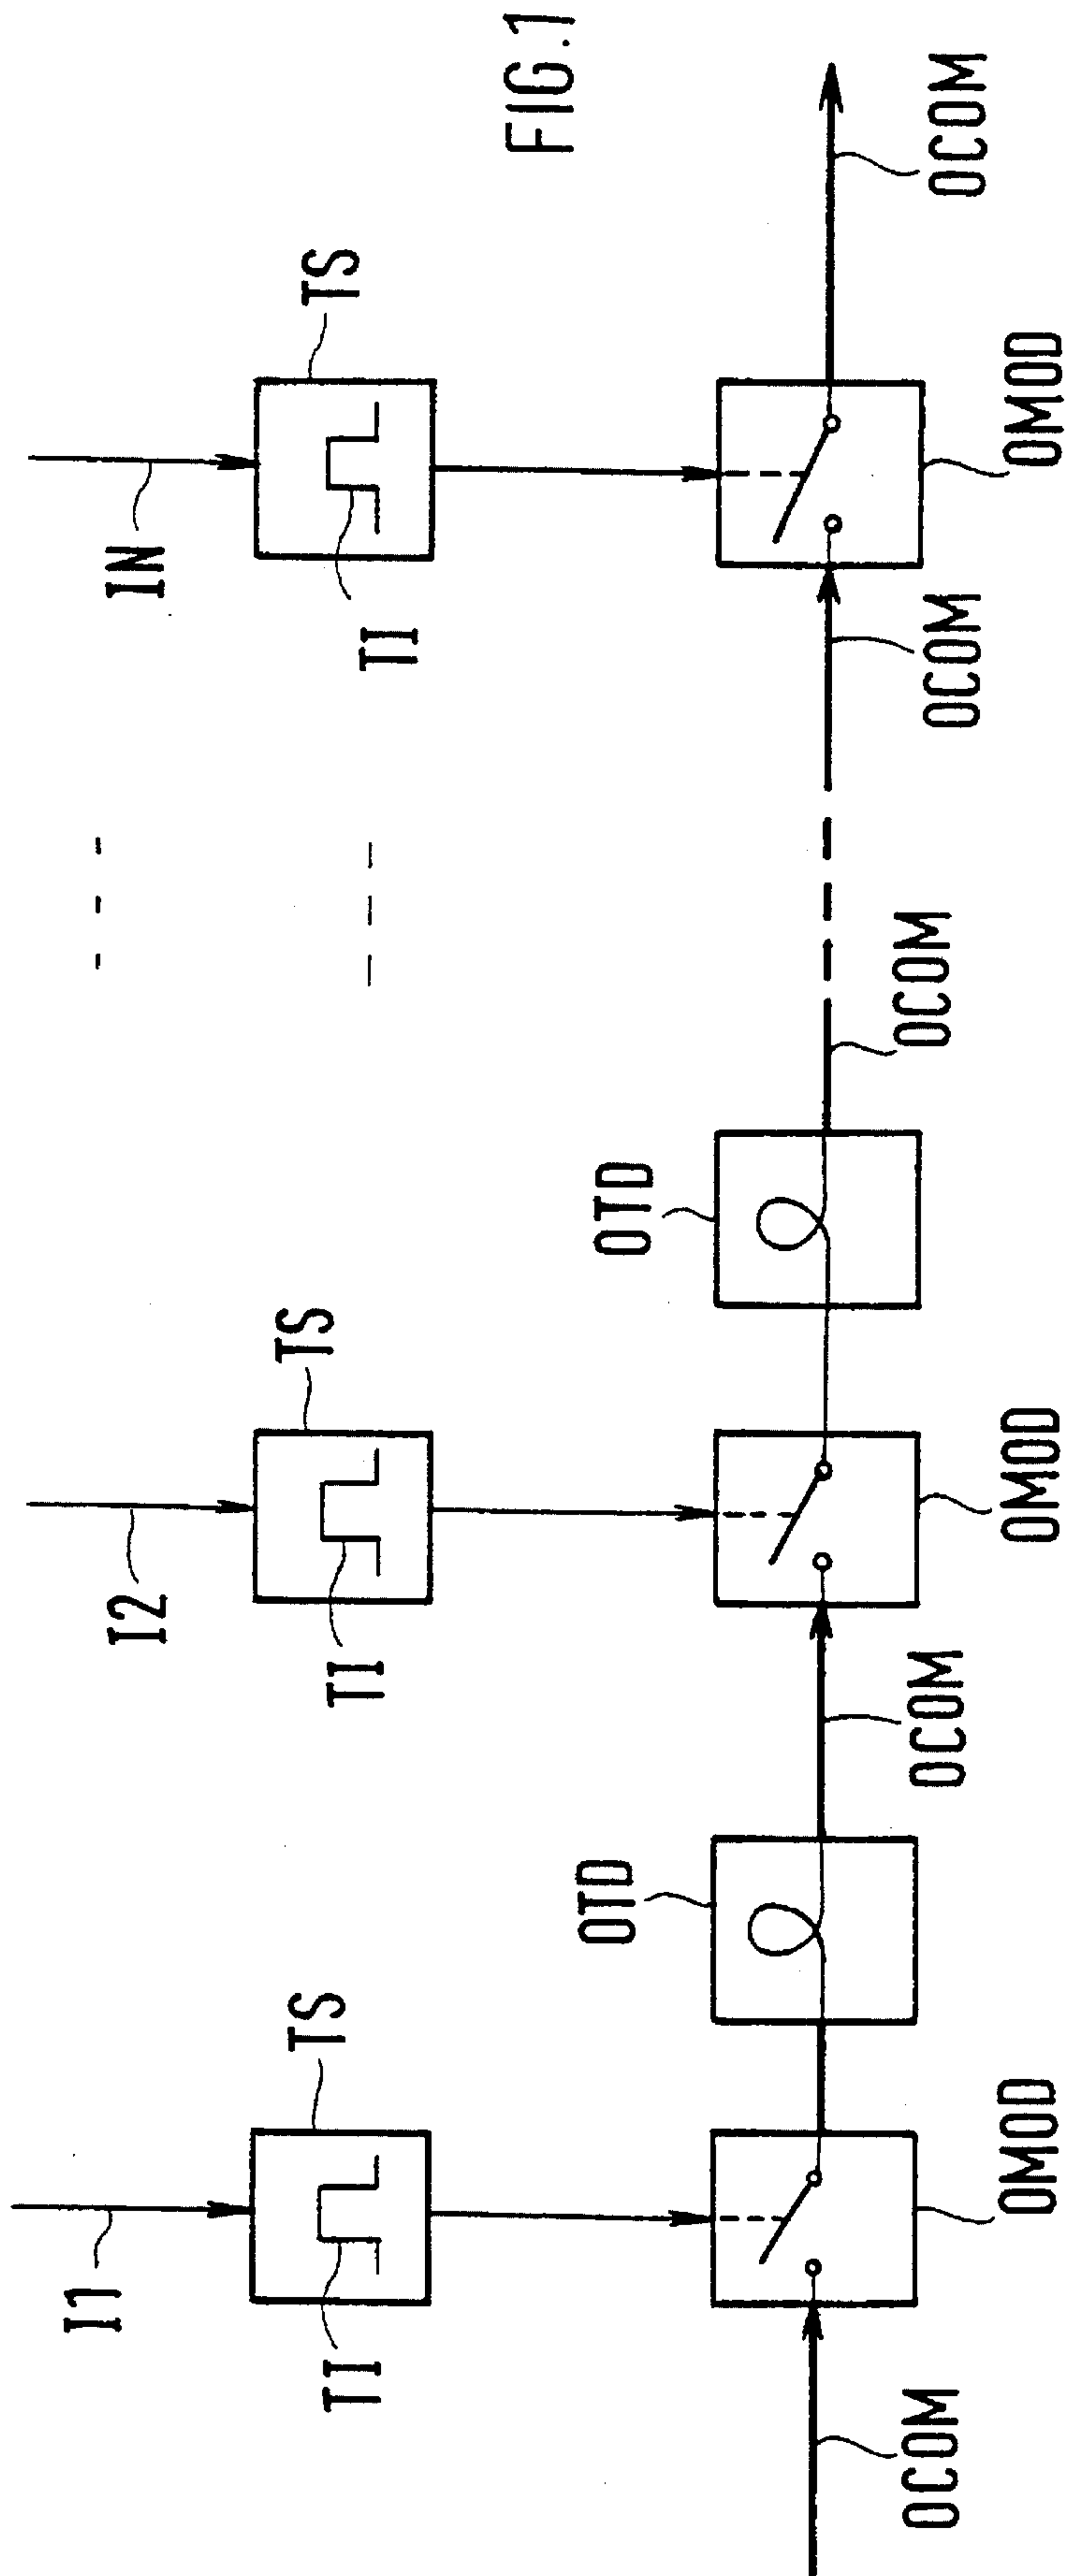 FIG.1
I1
TS
TI
I2
TS
TI
IN
TS
TI
OTD
OTD
OCOM
OMOD
OCOM
OMOD
OCOM
OCOM
OMOD
OCOM